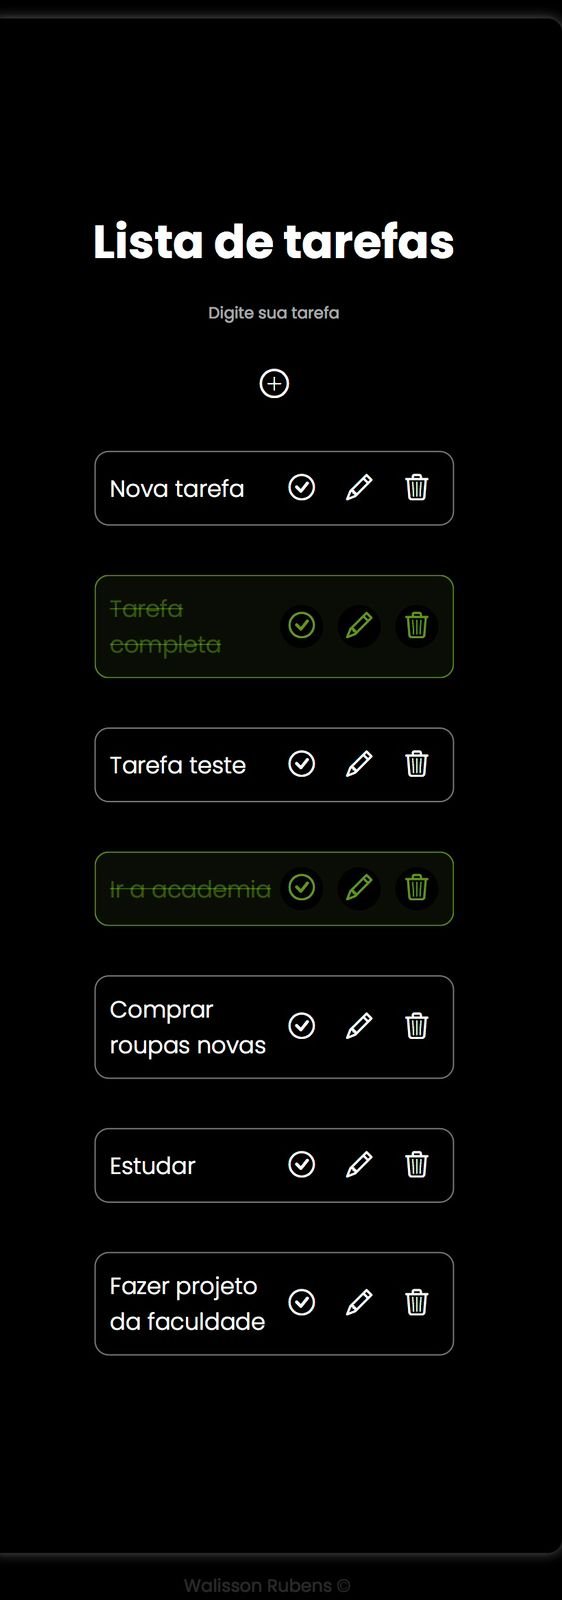 Lista de tarefas
Digite sua tarefa
Nova tarefa
Tarefa
completa
Tarefa teste
Ir a academia
Comprar
roupas novas
Estudar
Fazer projeto
da faculdade
Walisson Rubens ©